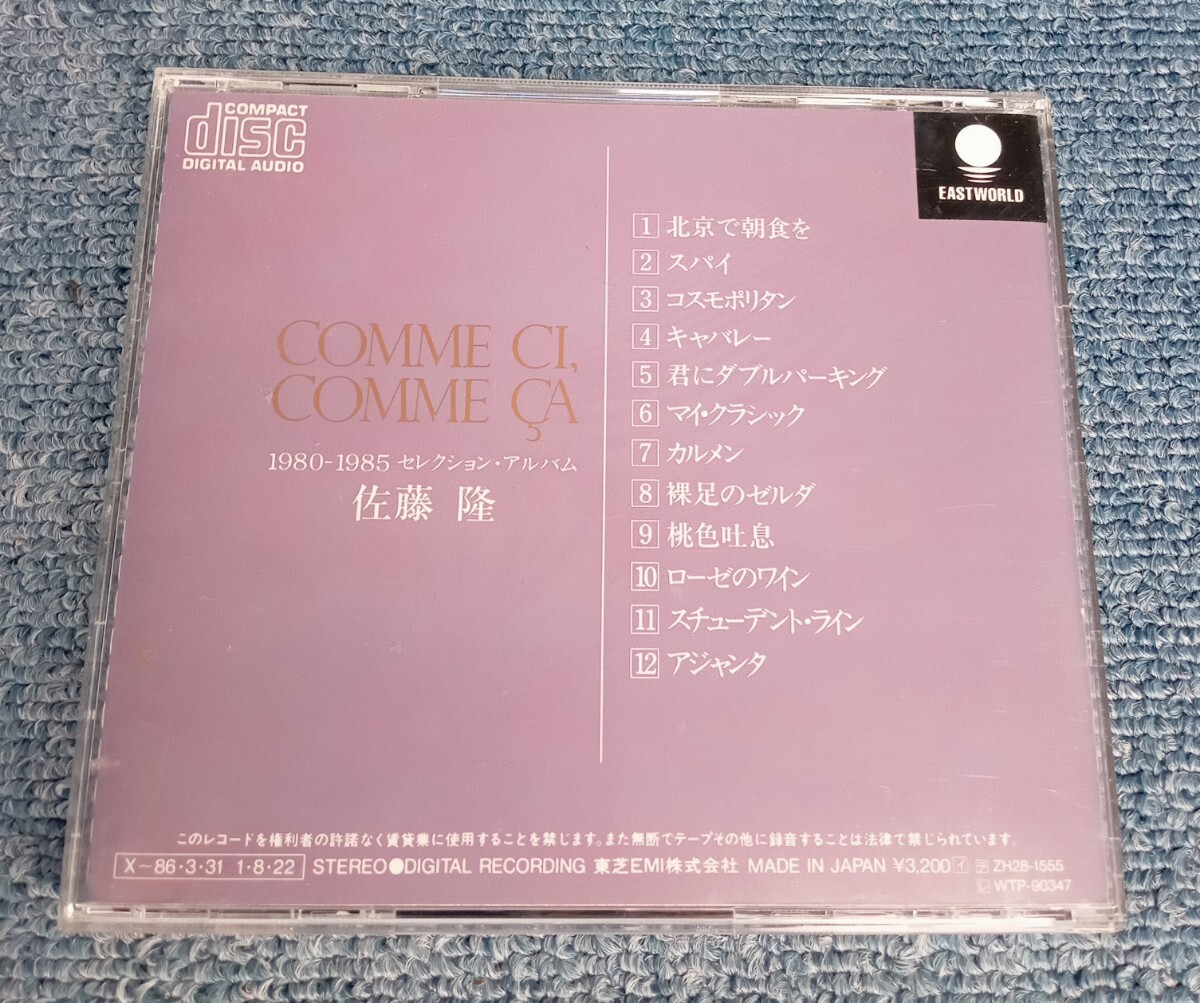 COMPACT
disc
DIGITAL AUDIO
EASTWORLD
COMME CI,
COMME ÇA
1980-1985 セレクション・アルバム
佐藤 隆
1 北京で朝食を
2 スパイ
3 コスモポリタン
4 キャバレー
5 君にダブルパーキング
6 マイ・クラシック
7 カルメン
8 裸足のゼルダ
9 桃色吐息
10 ローゼのワイン
11 スチューデント・ライン
12 アジャンタ
このレコードを権利者の許諾なく賃貸業に使用することを禁じます。また無断でテープその他に録音することは法律で禁じられています。
X〜86・3・31 1・8・22 STEREO●DIGITAL RECORDING 東芝EMI株式会社 MADE IN JAPAN ¥3,200 イ テ ZH28-1555
レ WTP-90347